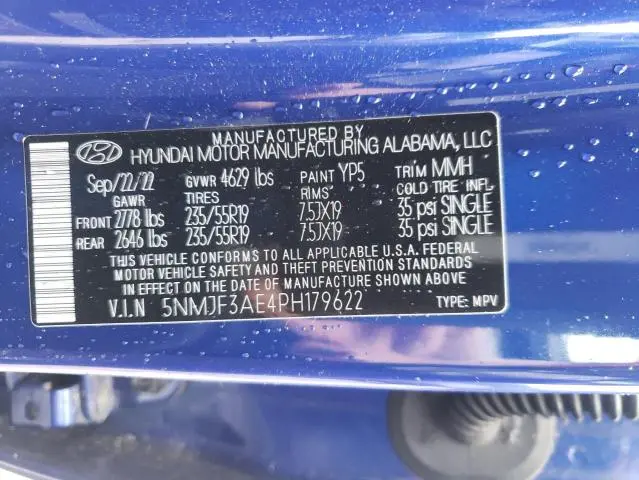 MANUFACTURED BY
HYUNDAI MOTOR MANUFACTURING ALABAMA, LLC
Sep/22/22 GVWR 4629 lbs PAINT YP5 TRIM MMH
GAWR TIRES RIMS COLD TIRE INFL
FRONT 2778 lbs 235/55R19 7.5JX19 35 psi SINGLE
REAR 2646 lbs 235/55R19 7.5JX19 35 psi SINGLE
THIS VEHICLE CONFORMS TO ALL APPLICABLE U.S.A. FEDERAL
MOTOR VEHICLE SAFETY AND THEFT PREVENTION STANDARDS
IN EFFECT ON THE DATE OF MANUFACTURE SHOWN ABOVE.
V.I.N 5NMJF3AE4PH179622 TYPE: MPV